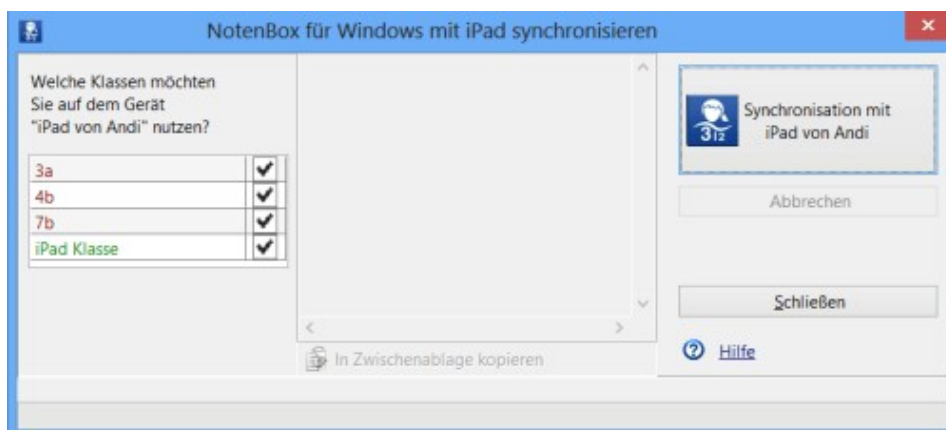 NotenBox für Windows mit iPad synchronisieren
Welche Klassen möchten
Sie auf dem Gerät
"iPad von Andi" nutzen?
3a
4b
7b
iPad Klasse
In Zwischenablage kopieren
312
Synchronisation mit
iPad von Andi
Abbrechen
Schließen
Hilfe